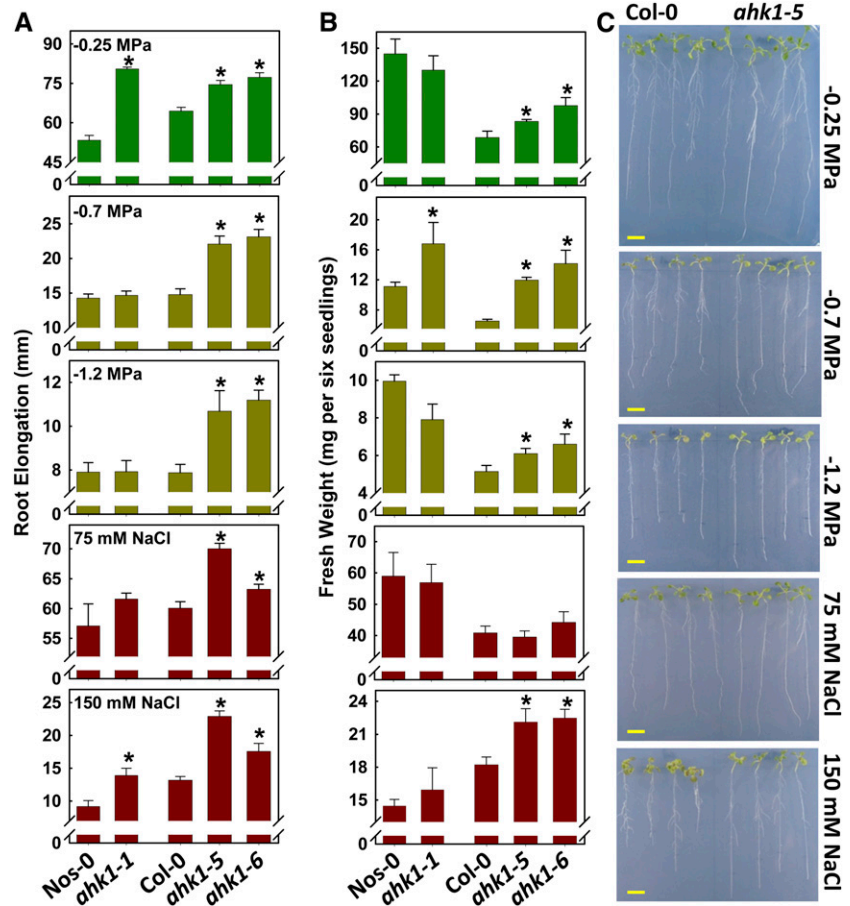 A
B
C
Col-0 ahk1-5
Root Elongation (mm)
-0.25 MPa
90
75
60
45
0
* * *
-0.7 MPa
25
20
15
10
0
* *
-1.2 MPa
12
10
8
0
* *
75 mM NaCl
70
65
60
55
0
* *
150 mM NaCl
25
20
15
10
0
* * *
Nos-0 ahk1-1 Col-0 ahk1-5 ahk1-6
Fresh Weight (mg per six seedlings)
150
120
90
60
0
* *
20
16
12
8
0
* * *
10
8
6
4
0
* *
70
60
50
40
0
24
21
18
15
0
* *
Nos-0 ahk1-1 Col-0 ahk1-5 ahk1-6
-0.25 MPa
-0.7 MPa
-1.2 MPa
75 mM NaCl
150 mM NaCl